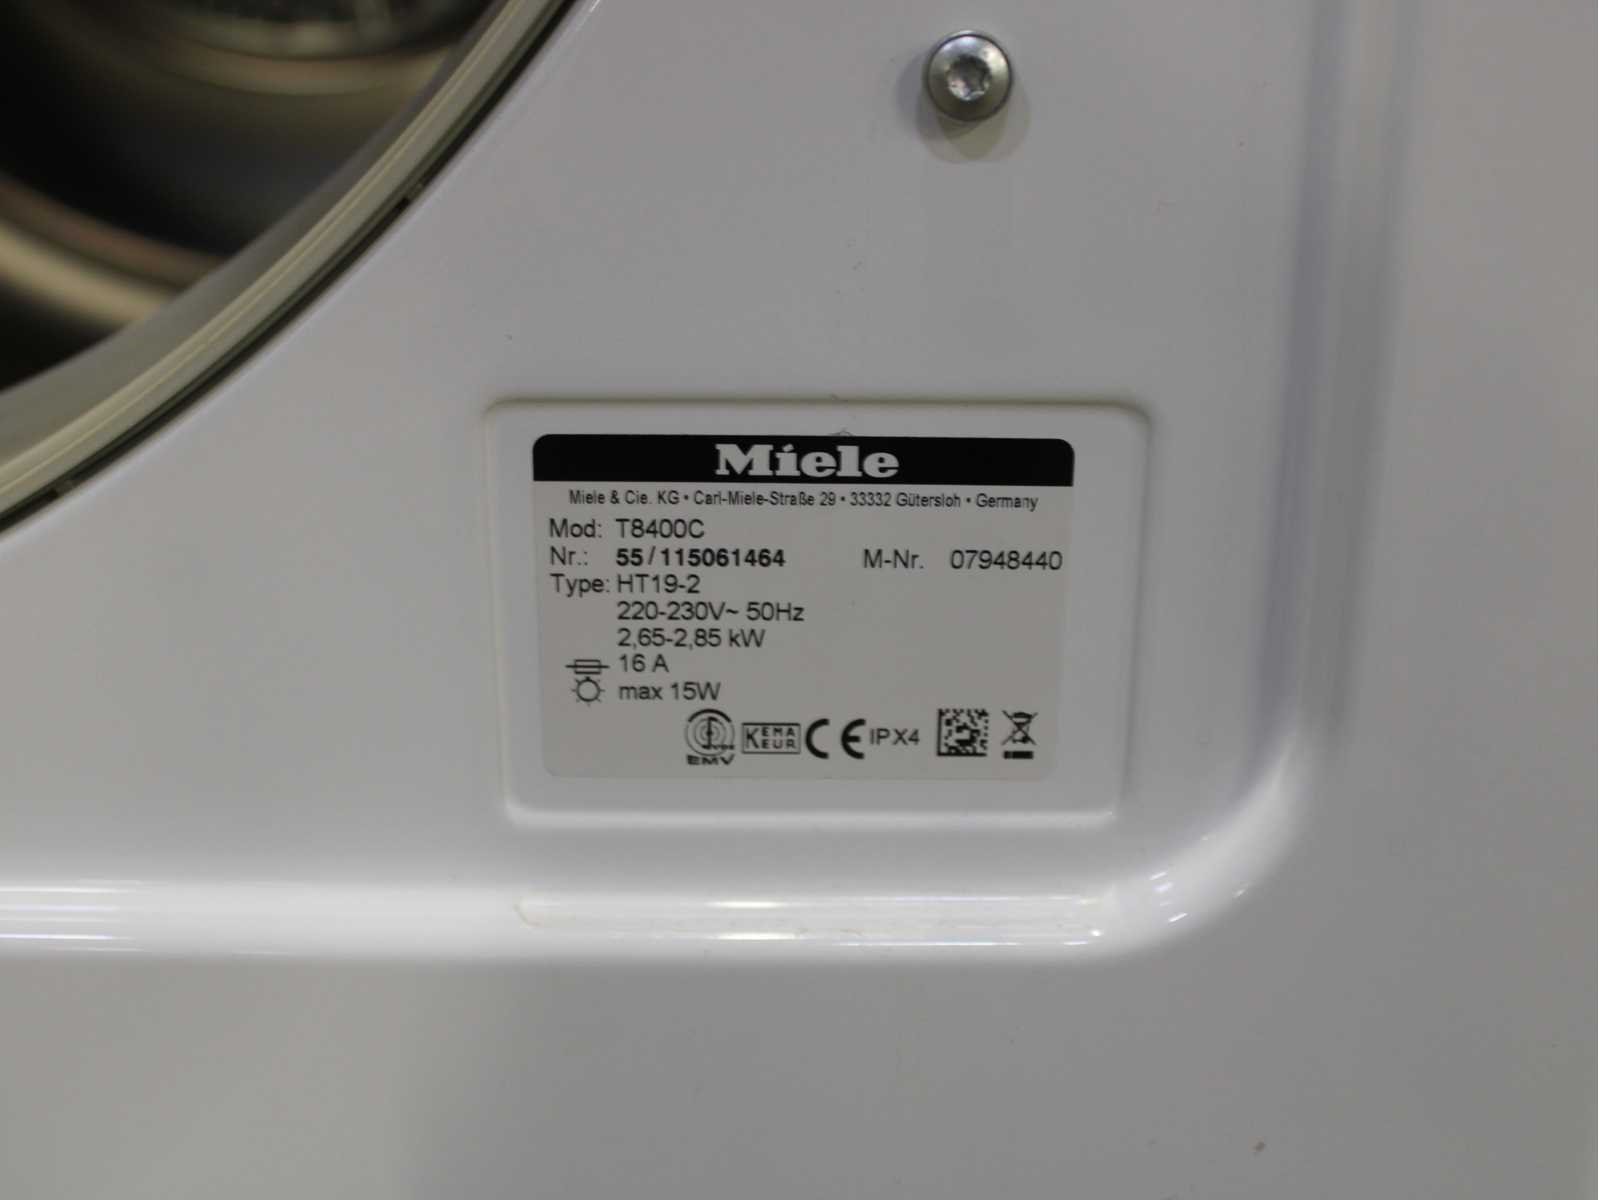 Miele
Miele & Cie. KG • Carl-Miele-Straße 29 • 33332 Gütersloh • Germany
Mod: T8400C
Nr.: 55/115061464 M-Nr. 07948440
Type: HT19-2
220-230V~ 50Hz
2,65-2,85 kW
16 A
max 15W
EMV KEMA EUR CE IPX4